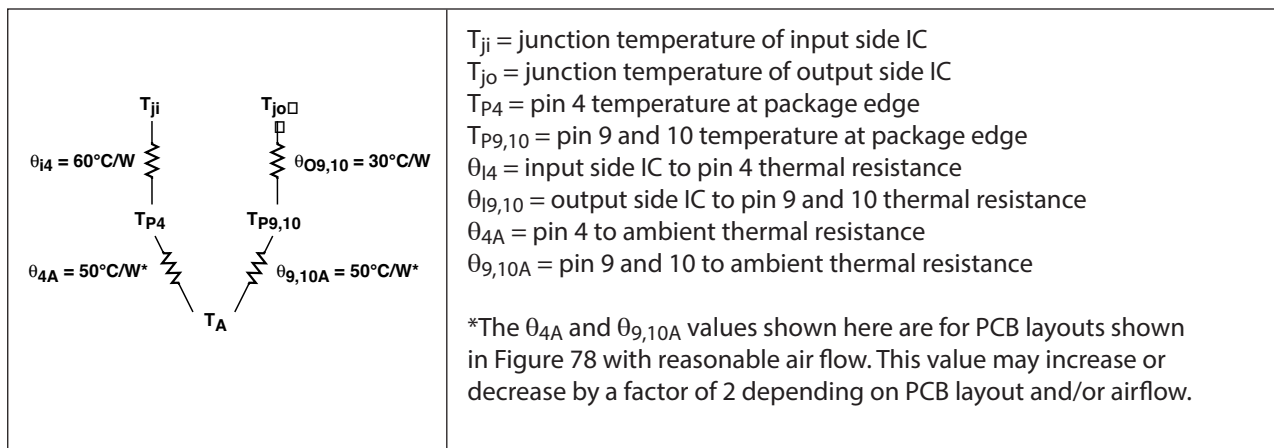 Tji
Tjo□
□
θi4 = 60°C/W
θO9,10 = 30°C/W
TP4
TP9,10
θ4A = 50°C/W*
θ9,10A = 50°C/W*
TA
Tji = junction temperature of input side IC
Tjo = junction temperature of output side IC
TP4 = pin 4 temperature at package edge
TP9,10 = pin 9 and 10 temperature at package edge
θI4 = input side IC to pin 4 thermal resistance
θI9,10 = output side IC to pin 9 and 10 thermal resistance
θ4A = pin 4 to ambient thermal resistance
θ9,10A = pin 9 and 10 to ambient thermal resistance
*The θ4A and θ9,10A values shown here are for PCB layouts shown
in Figure 78 with reasonable air flow. This value may increase or
decrease by a factor of 2 depending on PCB layout and/or airflow.